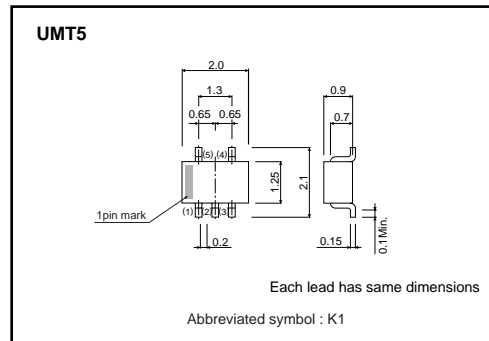 UMT5
2.0
1.3
0.65 0.65
0.9
0.7
(5) (4)
1.25
2.1
1pin mark
(1) (2) (3)
0.2
0.15
0.1Min.
Each lead has same dimensions
Abbreviated symbol : K1